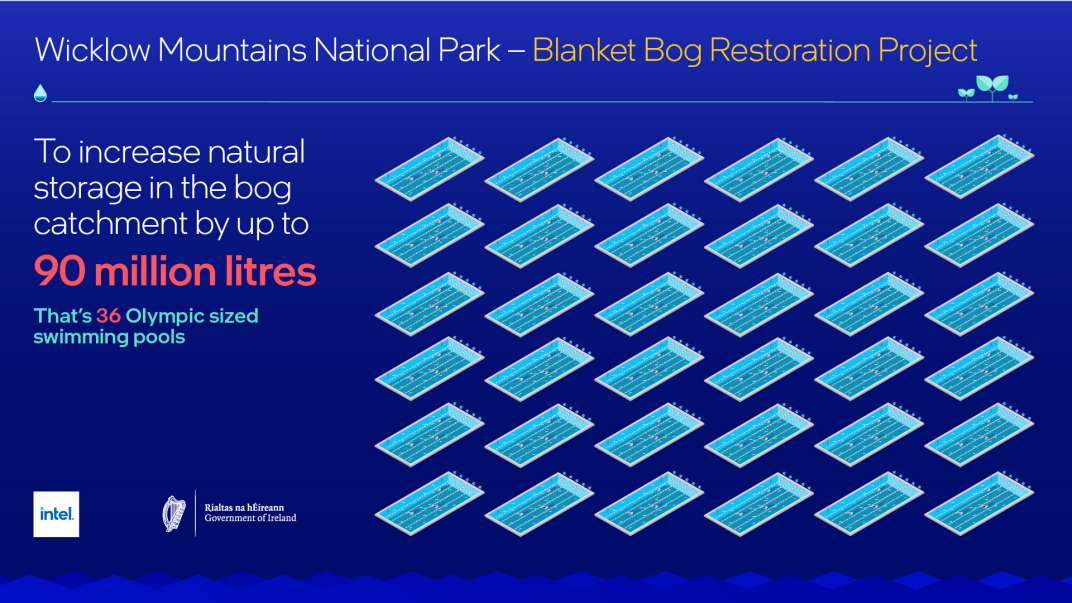 Wicklow Mountains National Park – Blanket Bog Restoration Project
To increase natural
storage in the bog
catchment by up to
90 million litres
That's 36 Olympic sized
swimming pools
intel.
Rialtas na hÉireann
Government of Ireland